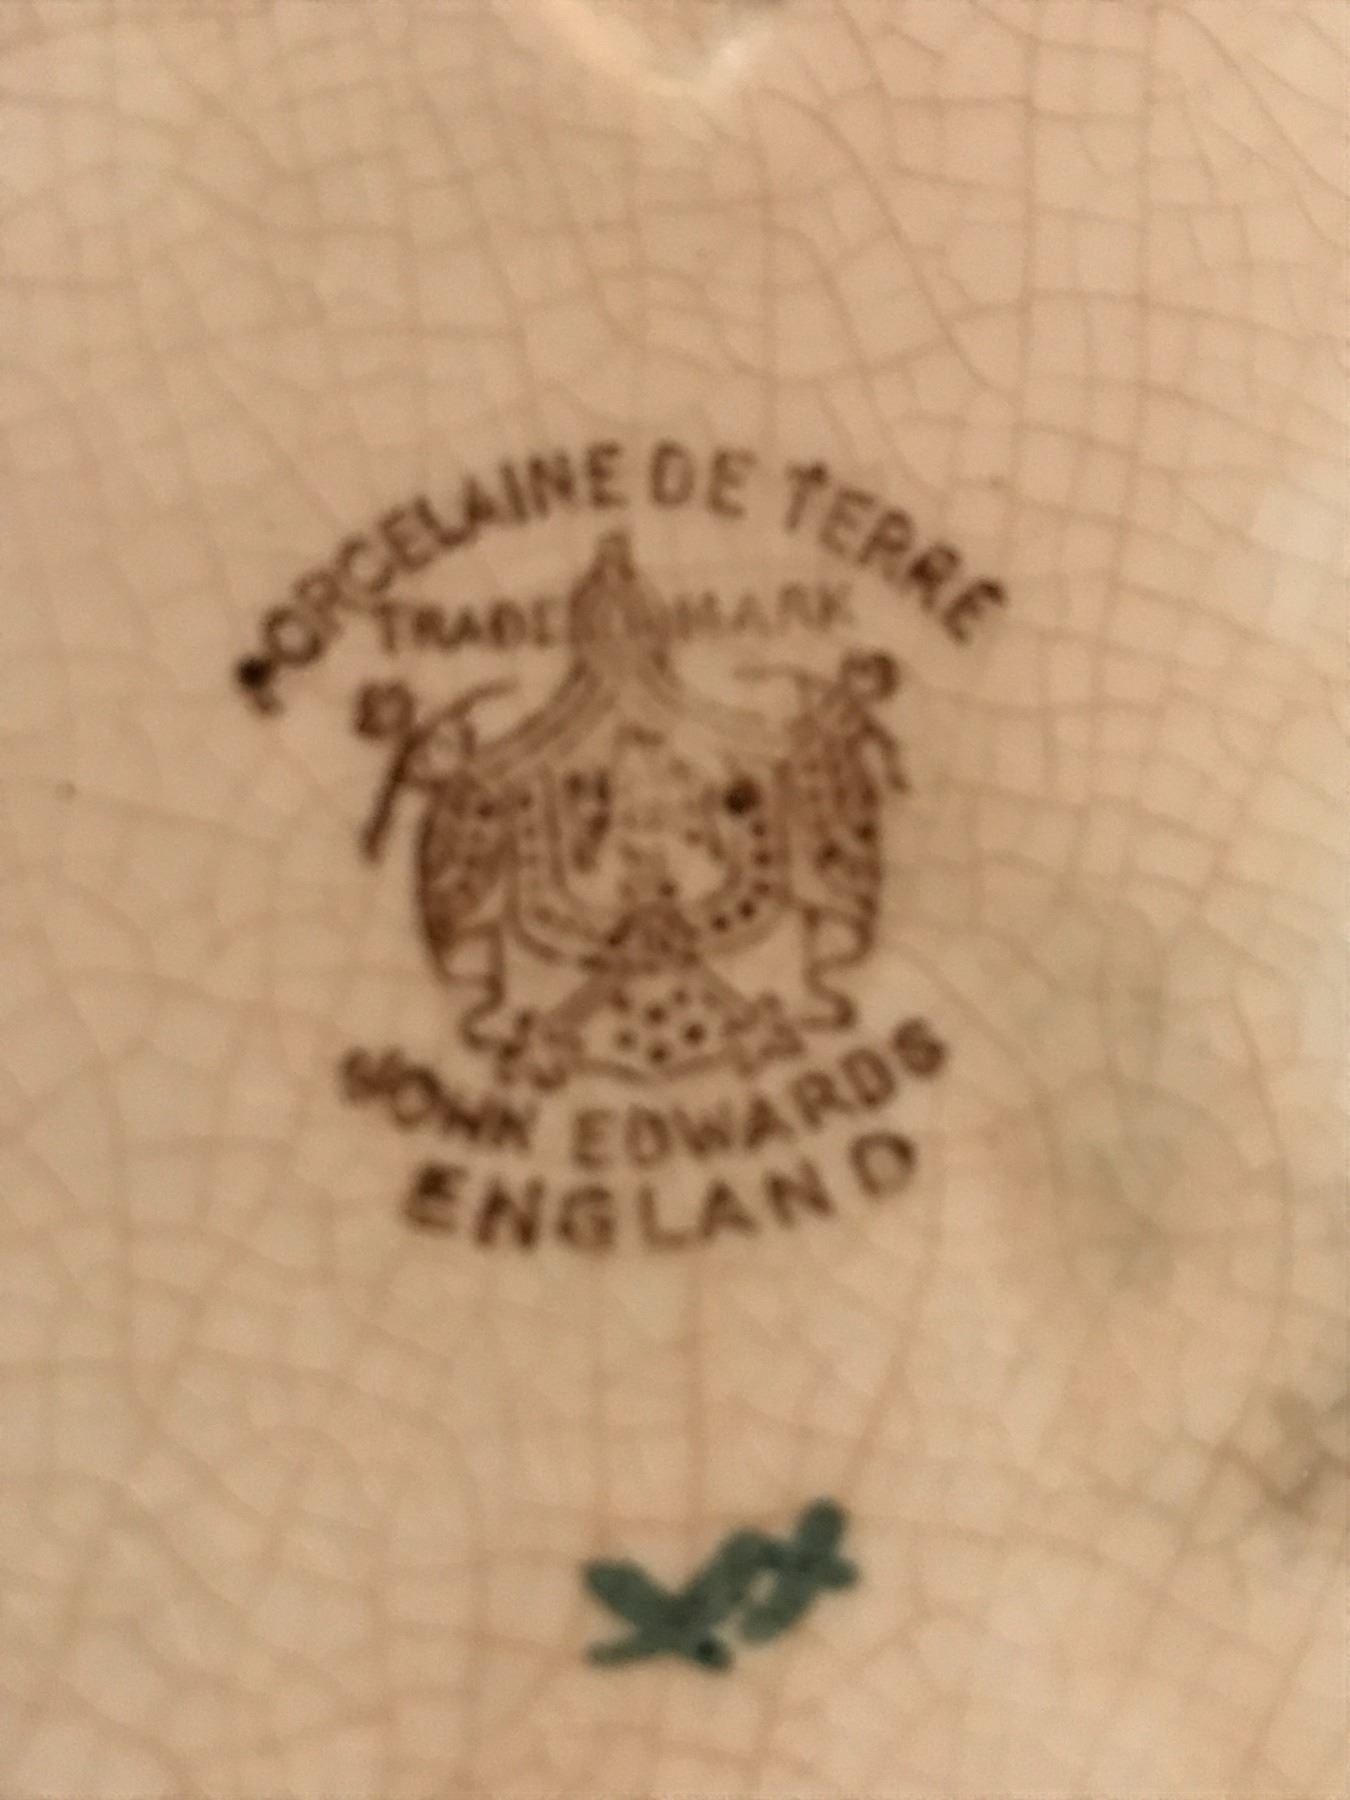 PORCELAINE DE TERRE
TRADE MARK
JOHN EDWARDS
ENGLAND